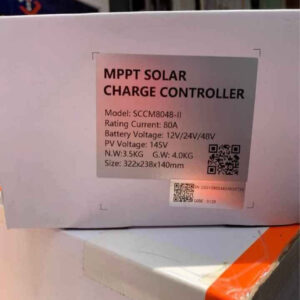 MPPT SOLAR
CHARGE CONTROLLER
Model: SCCM8048-II
Rating Current: 80A
Battery Voltage: 12V/24V/48V
PV Voltage: 145V
N.W:3.5KG G.W: 4.0KG
Size: 322x238x140mm